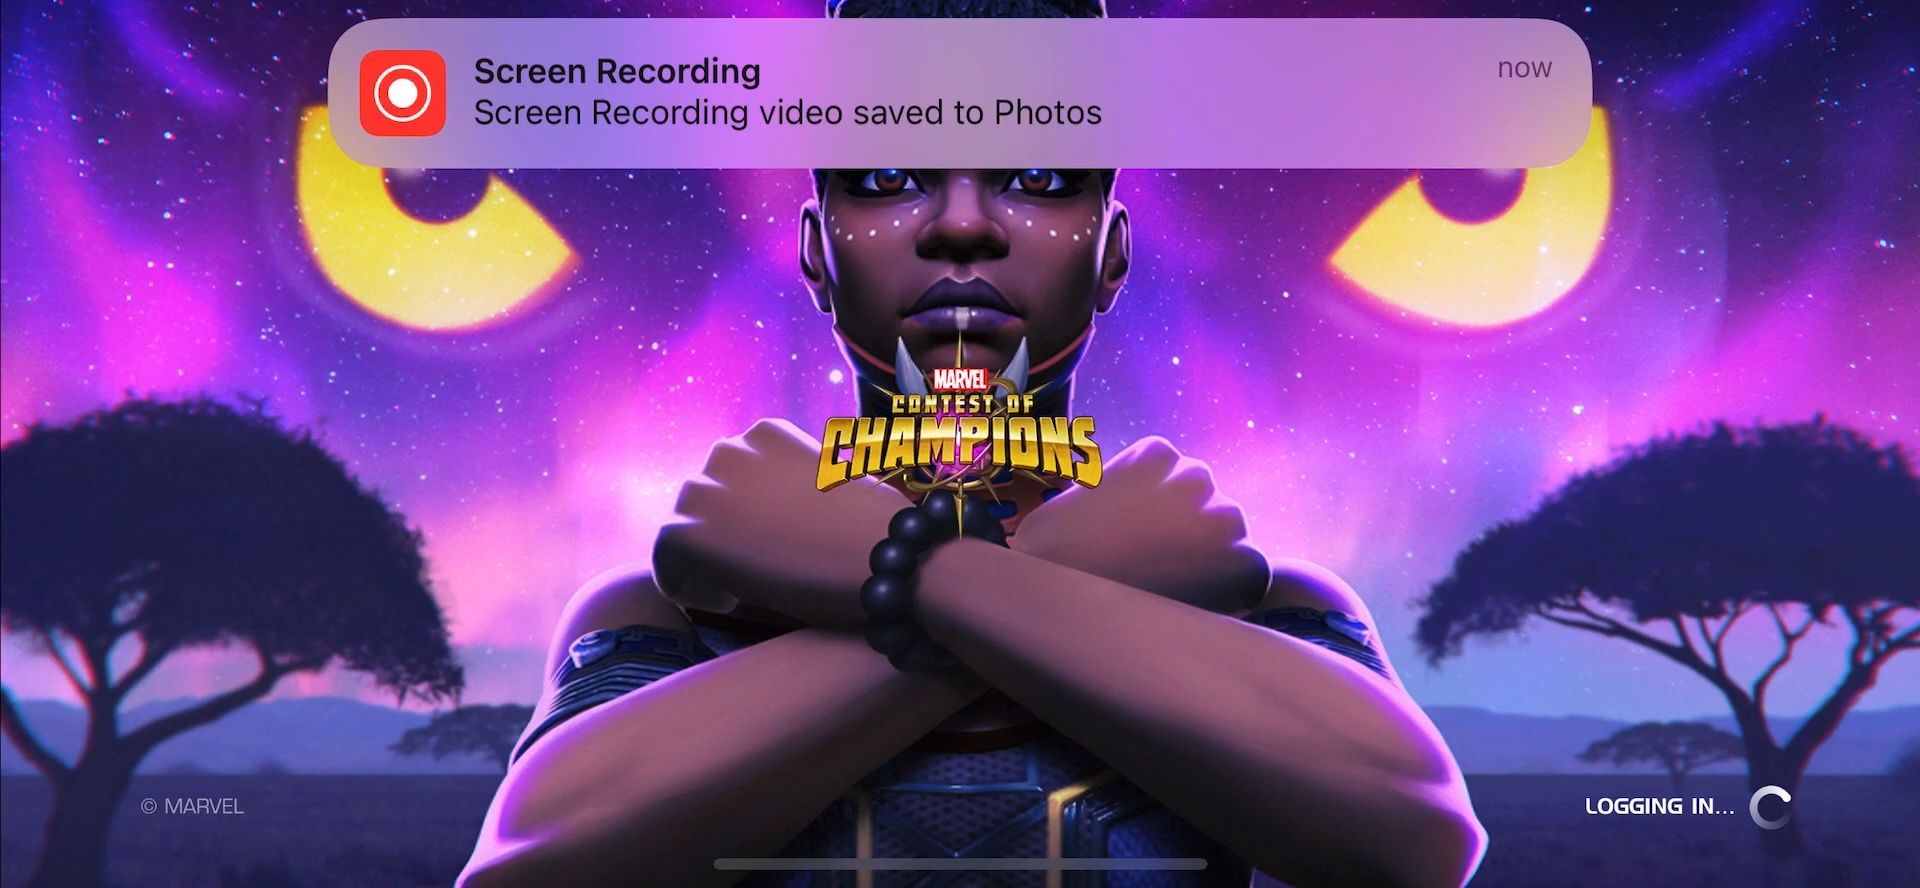 Screen Recording
now
Screen Recording video saved to Photos
MARVEL
CONTEST OF
CHAMPIONS
© MARVEL
LOGGING IN...